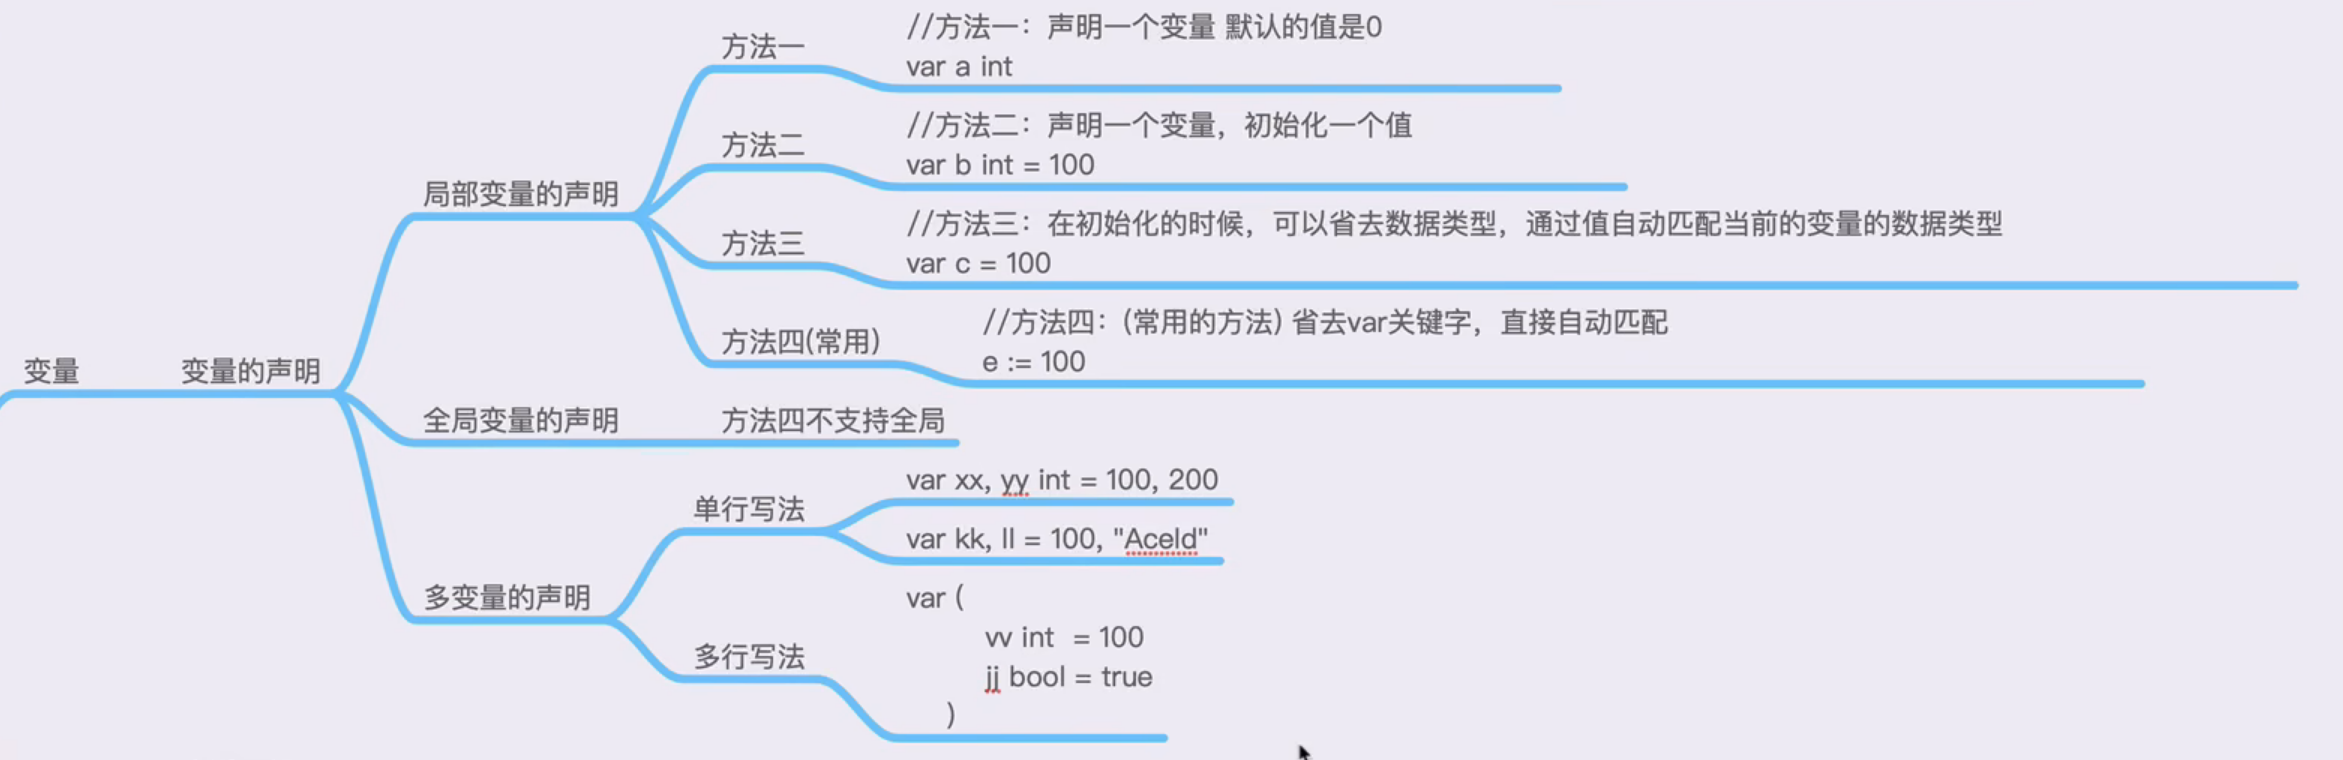 变量
变量的声明
局部变量的声明
方法一
//方法一：声明一个变量 默认的值是0
var a int
方法二
//方法二：声明一个变量，初始化一个值
var b int = 100
方法三
//方法三：在初始化的时候，可以省去数据类型，通过值自动匹配当前的变量的数据类型
var c = 100
方法四(常用)
//方法四：(常用的方法) 省去var关键字，直接自动匹配
e := 100
全局变量的声明
方法四不支持全局
多变量的声明
单行写法
var xx, yy int = 100, 200
var kk, ll = 100, "Aceld"
多行写法
var (
vv int  = 100
jj bool = true
)